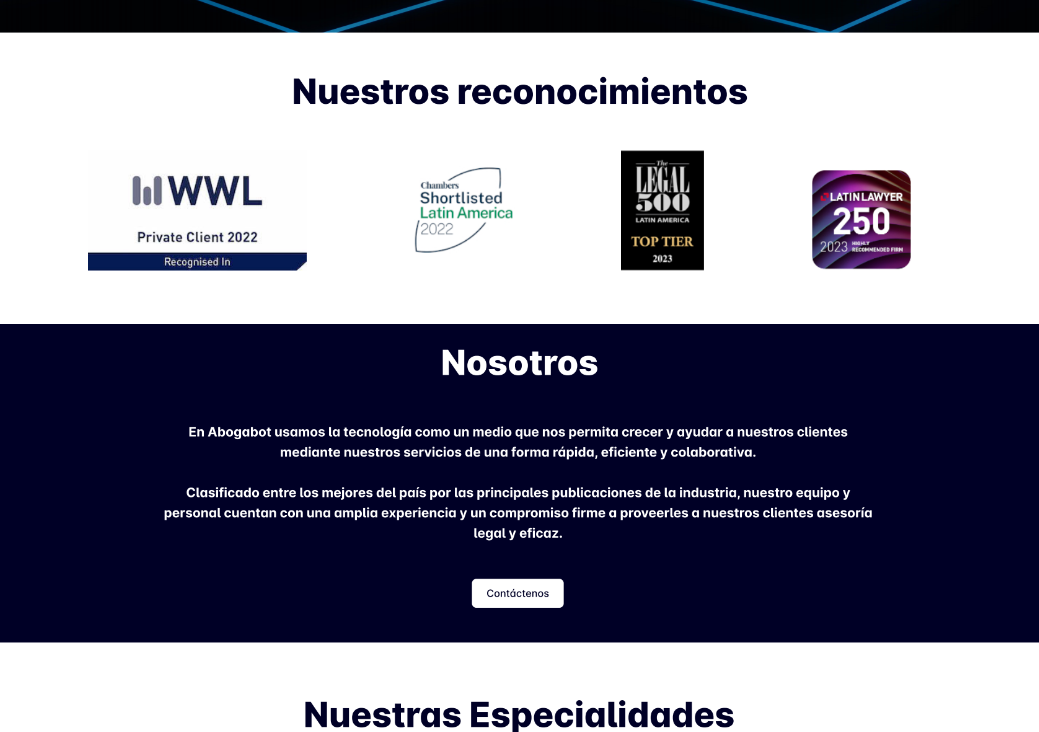 Nuestros reconocimientos
WWL
Private Client 2022
Recognised In
Chambers
Shortlisted
Latin America
2022
The
LEGAL
500
LATIN AMERICA
TOP TIER
2023
LATIN LAWYER
250
2023 HIGHLY
RECOMMENDED FIRM
Nosotros
En Abogabot usamos la tecnología como un medio que nos permita crecer y ayudar a nuestros clientes
mediante nuestros servicios de una forma rápida, eficiente y colaborativa.
Clasificado entre los mejores del país por las principales publicaciones de la industria, nuestro equipo y
personal cuentan con una amplia experiencia y un compromiso firme a proveerles a nuestros clientes asesoría
legal y eficaz.
Contáctenos
Nuestras Especialidades